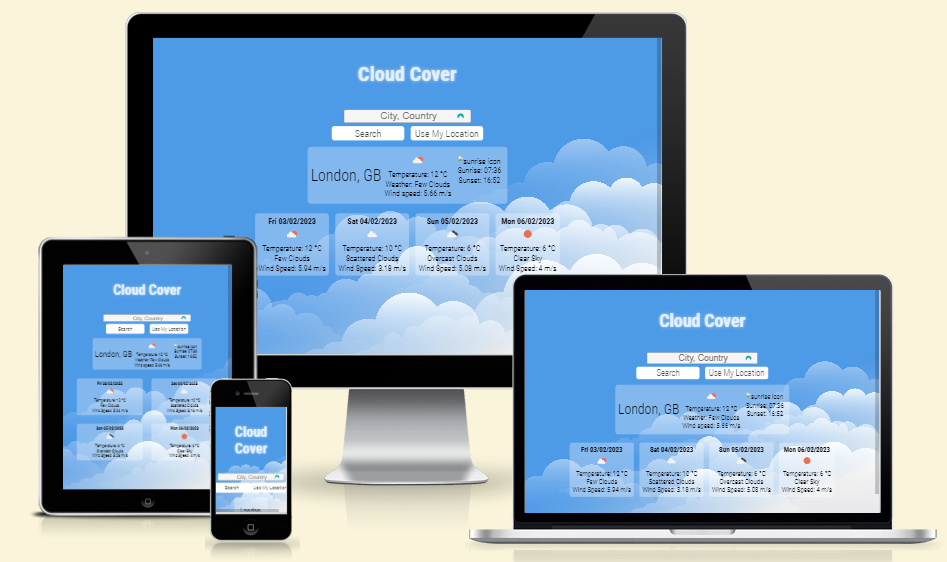 Cloud Cover
City, Country
Search Use My Location
London, GB
Temperature: 12 °C
Weather: Few Clouds
Wind speed: 5.66 m/s
sunrise icon
Sunrise: 07:36
Sunset: 16:52
Fri 03/02/2023
Temperature: 12 °C
Few Clouds
Wind Speed: 5.94 m/s
Sat 04/02/2023
Temperature: 10 °C
Scattered Clouds
Wind Speed: 3.18 m/s
Sun 05/02/2023
Temperature: 6 °C
Overcast Clouds
Wind Speed: 5.08 m/s
Mon 06/02/2023
Temperature: 6 °C
Clear Sky
Wind Speed: 4 m/s
Cloud Cover
City, Country
Search Use My Location
London, GB
Temperature: 12 °C
Weather: Few Clouds
Wind speed: 5.66 m/s
sunrise icon
Sunrise: 07:36
Sunset: 16:52
Fri 03/02/2023
Temperature: 12 °C
Few Clouds
Wind Speed: 5.94 m/s
Sat 04/02/2023
Temperature: 10 °C
Scattered Clouds
Wind Speed: 3.18 m/s
Sun 05/02/2023
Temperature: 6 °C
Overcast Clouds
Wind Speed: 5.08 m/s
Mon 06/02/2023
Temperature: 6 °C
Clear Sky
Wind Speed: 4 m/s
Cloud
Cover
City, Country
Search Use My Location
Cloud Cover
City, Country
Search Use My Location
London, GB
Temperature: 12 °C
Weather: Few Clouds
Wind speed: 5.66 m/s
sunrise icon
Sunrise: 07:36
Sunset: 16:52
Fri 03/02/2023
Temperature: 12 °C
Few Clouds
Wind Speed: 5.94 m/s
Sat 04/02/2023
Temperature: 10 °C
Scattered Clouds
Wind Speed: 3.18 m/s
Sun 05/02/2023
Temperature: 6 °C
Overcast Clouds
Wind Speed: 5.08 m/s
Mon 06/02/2023
Temperature: 6 °C
Clear Sky
Wind Speed: 4 m/s